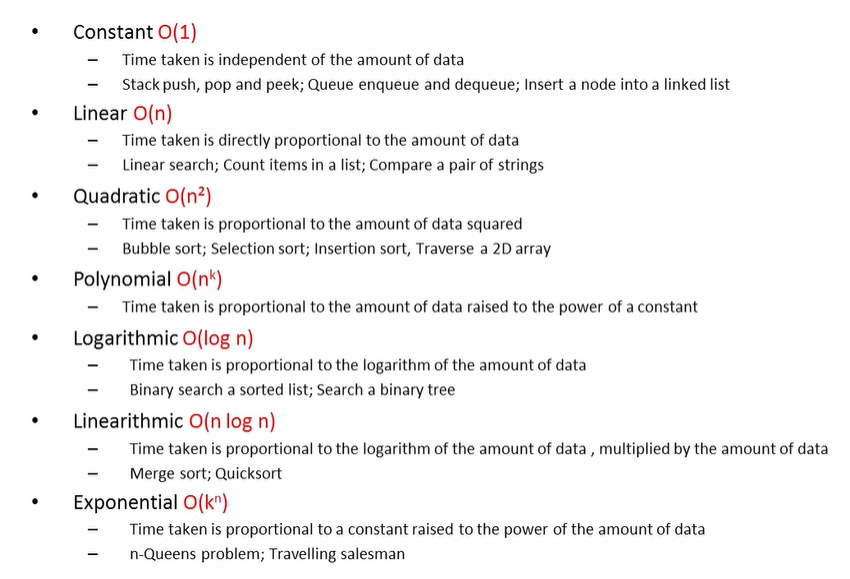 • Constant O(1)
– Time taken is independent of the amount of data
– Stack push, pop and peek; Queue enqueue and dequeue; Insert a node into a linked list
• Linear O(n)
– Time taken is directly proportional to the amount of data
– Linear search; Count items in a list; Compare a pair of strings
• Quadratic O(n²)
– Time taken is proportional to the amount of data squared
– Bubble sort; Selection sort; Insertion sort, Traverse a 2D array
• Polynomial O(nᵏ)
– Time taken is proportional to the amount of data raised to the power of a constant
• Logarithmic O(log n)
– Time taken is proportional to the logarithm of the amount of data
– Binary search a sorted list; Search a binary tree
• Linearithmic O(n log n)
– Time taken is proportional to the logarithm of the amount of data , multiplied by the amount of data
– Merge sort; Quicksort
• Exponential O(kⁿ)
– Time taken is proportional to a constant raised to the power of the amount of data
– n-Queens problem; Travelling salesman